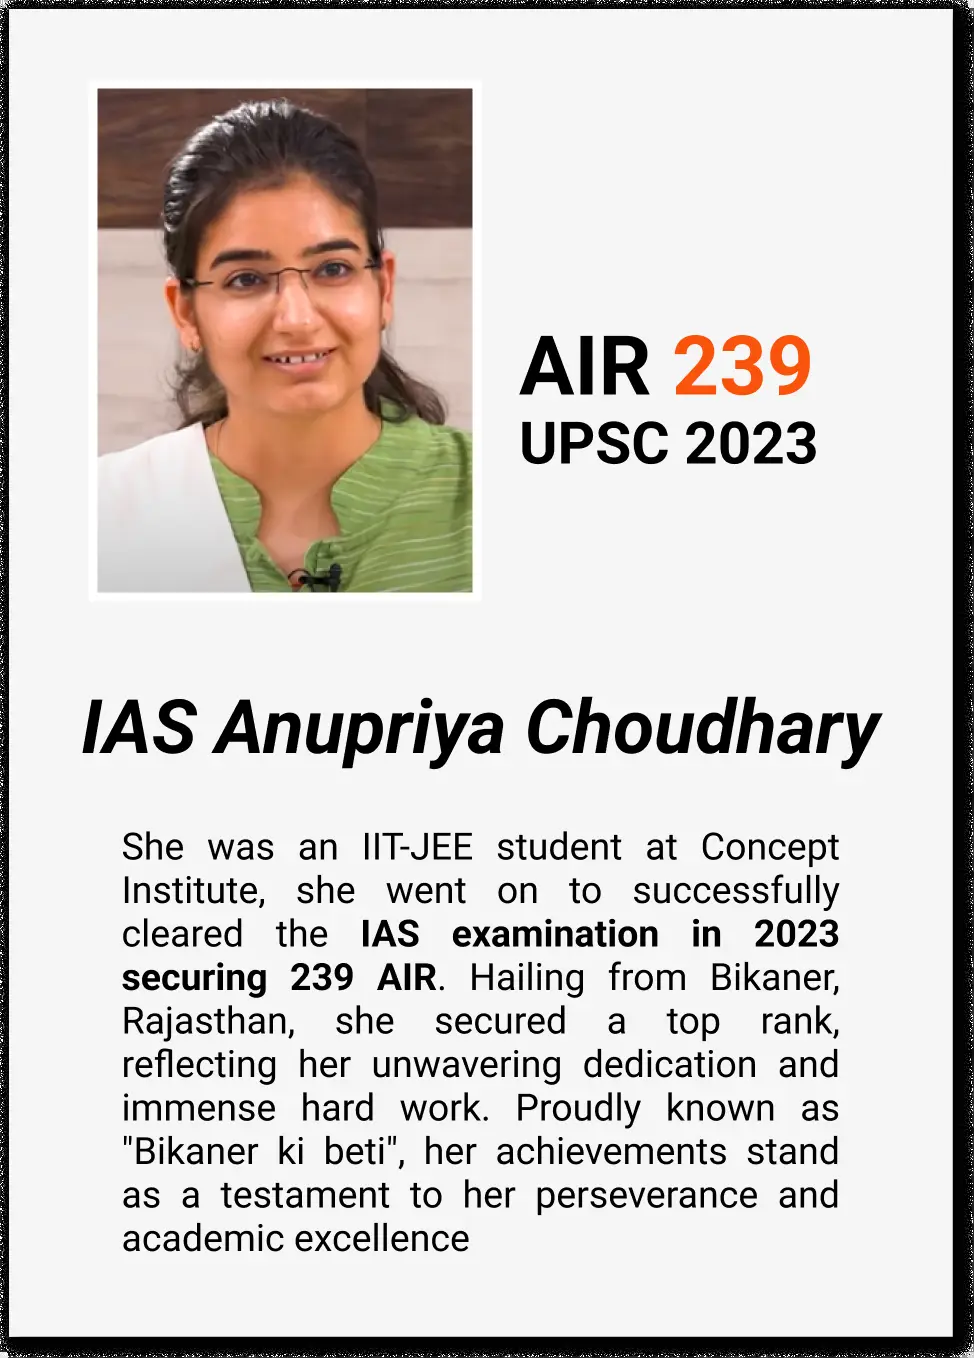 AIR 239
UPSC 2023
IAS Anupriya Choudhary
She was an IIT-JEE student at Concept
Institute, she went on to successfully
cleared the IAS examination in 2023
securing 239 AIR. Hailing from Bikaner,
Rajasthan, she secured a top rank,
reflecting her unwavering dedication and
immense hard work. Proudly known as
"Bikaner ki beti", her achievements stand
as a testament to her perseverance and
academic excellence